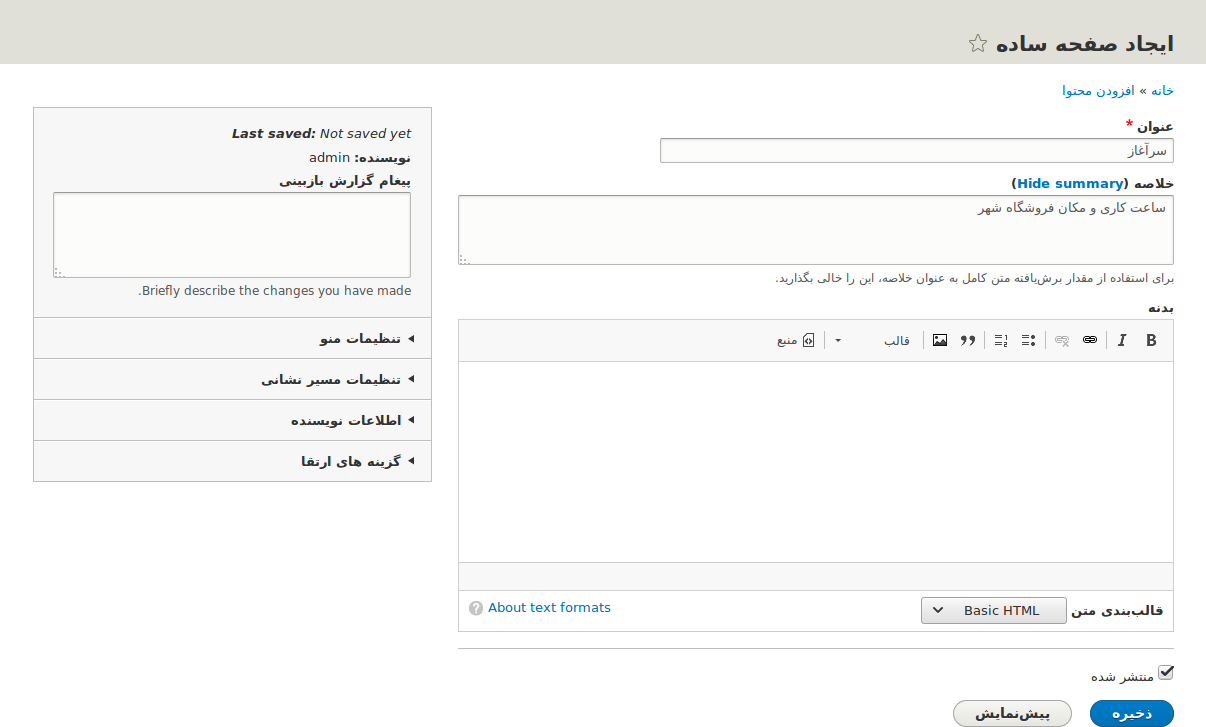 ایجاد صفحه ساده
خانه » افزودن محتوا
عنوان *
سرآغاز
خلاصه (Hide summary)
ساعت کاری و مکان فروشگاه شهر
برای استفاده از مقدار برش‌یافته متن کامل به عنوان خلاصه، این را خالی بگذارید.
بدنه
B I قالب منبع
قالب‌بندی متن Basic HTML About text formats
منتشر شده
ذخیره پیش‌نمایش
Last saved: Not saved yet
نویسنده: admin
پیغام گزارش بازبینی
Briefly describe the changes you have made.
تنظیمات منو
تنظیمات مسیر نشانی
اطلاعات نویسنده
گزینه های ارتقا